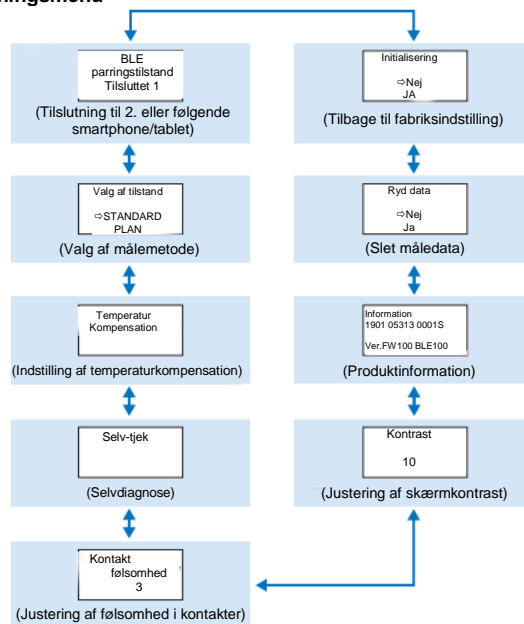 BLE
parringstilstand
Tilsluttet 1
(Tilslutning til 2. eller følgende
smartphone/tablet)
Valg af tilstand
⇨STANDARD
PLAN
(Valg af målemetode)
Temperatur
Kompensation
(Indstilling af temperaturkompensation)
Selv-tjek
(Selvdiagnose)
Kontakt
følsomhed
3
(Justering af følsomhed i kontakter)
Initialisering
⇨Nej
JA
(Tilbage til fabriksindstilling)
Ryd data
⇨Nej
Ja
(Slet måledata)
Information
1901 05313 0001S
Ver.FW100 BLE100
(Produktinformation)
Kontrast
10
(Justering af skærmkontrast)